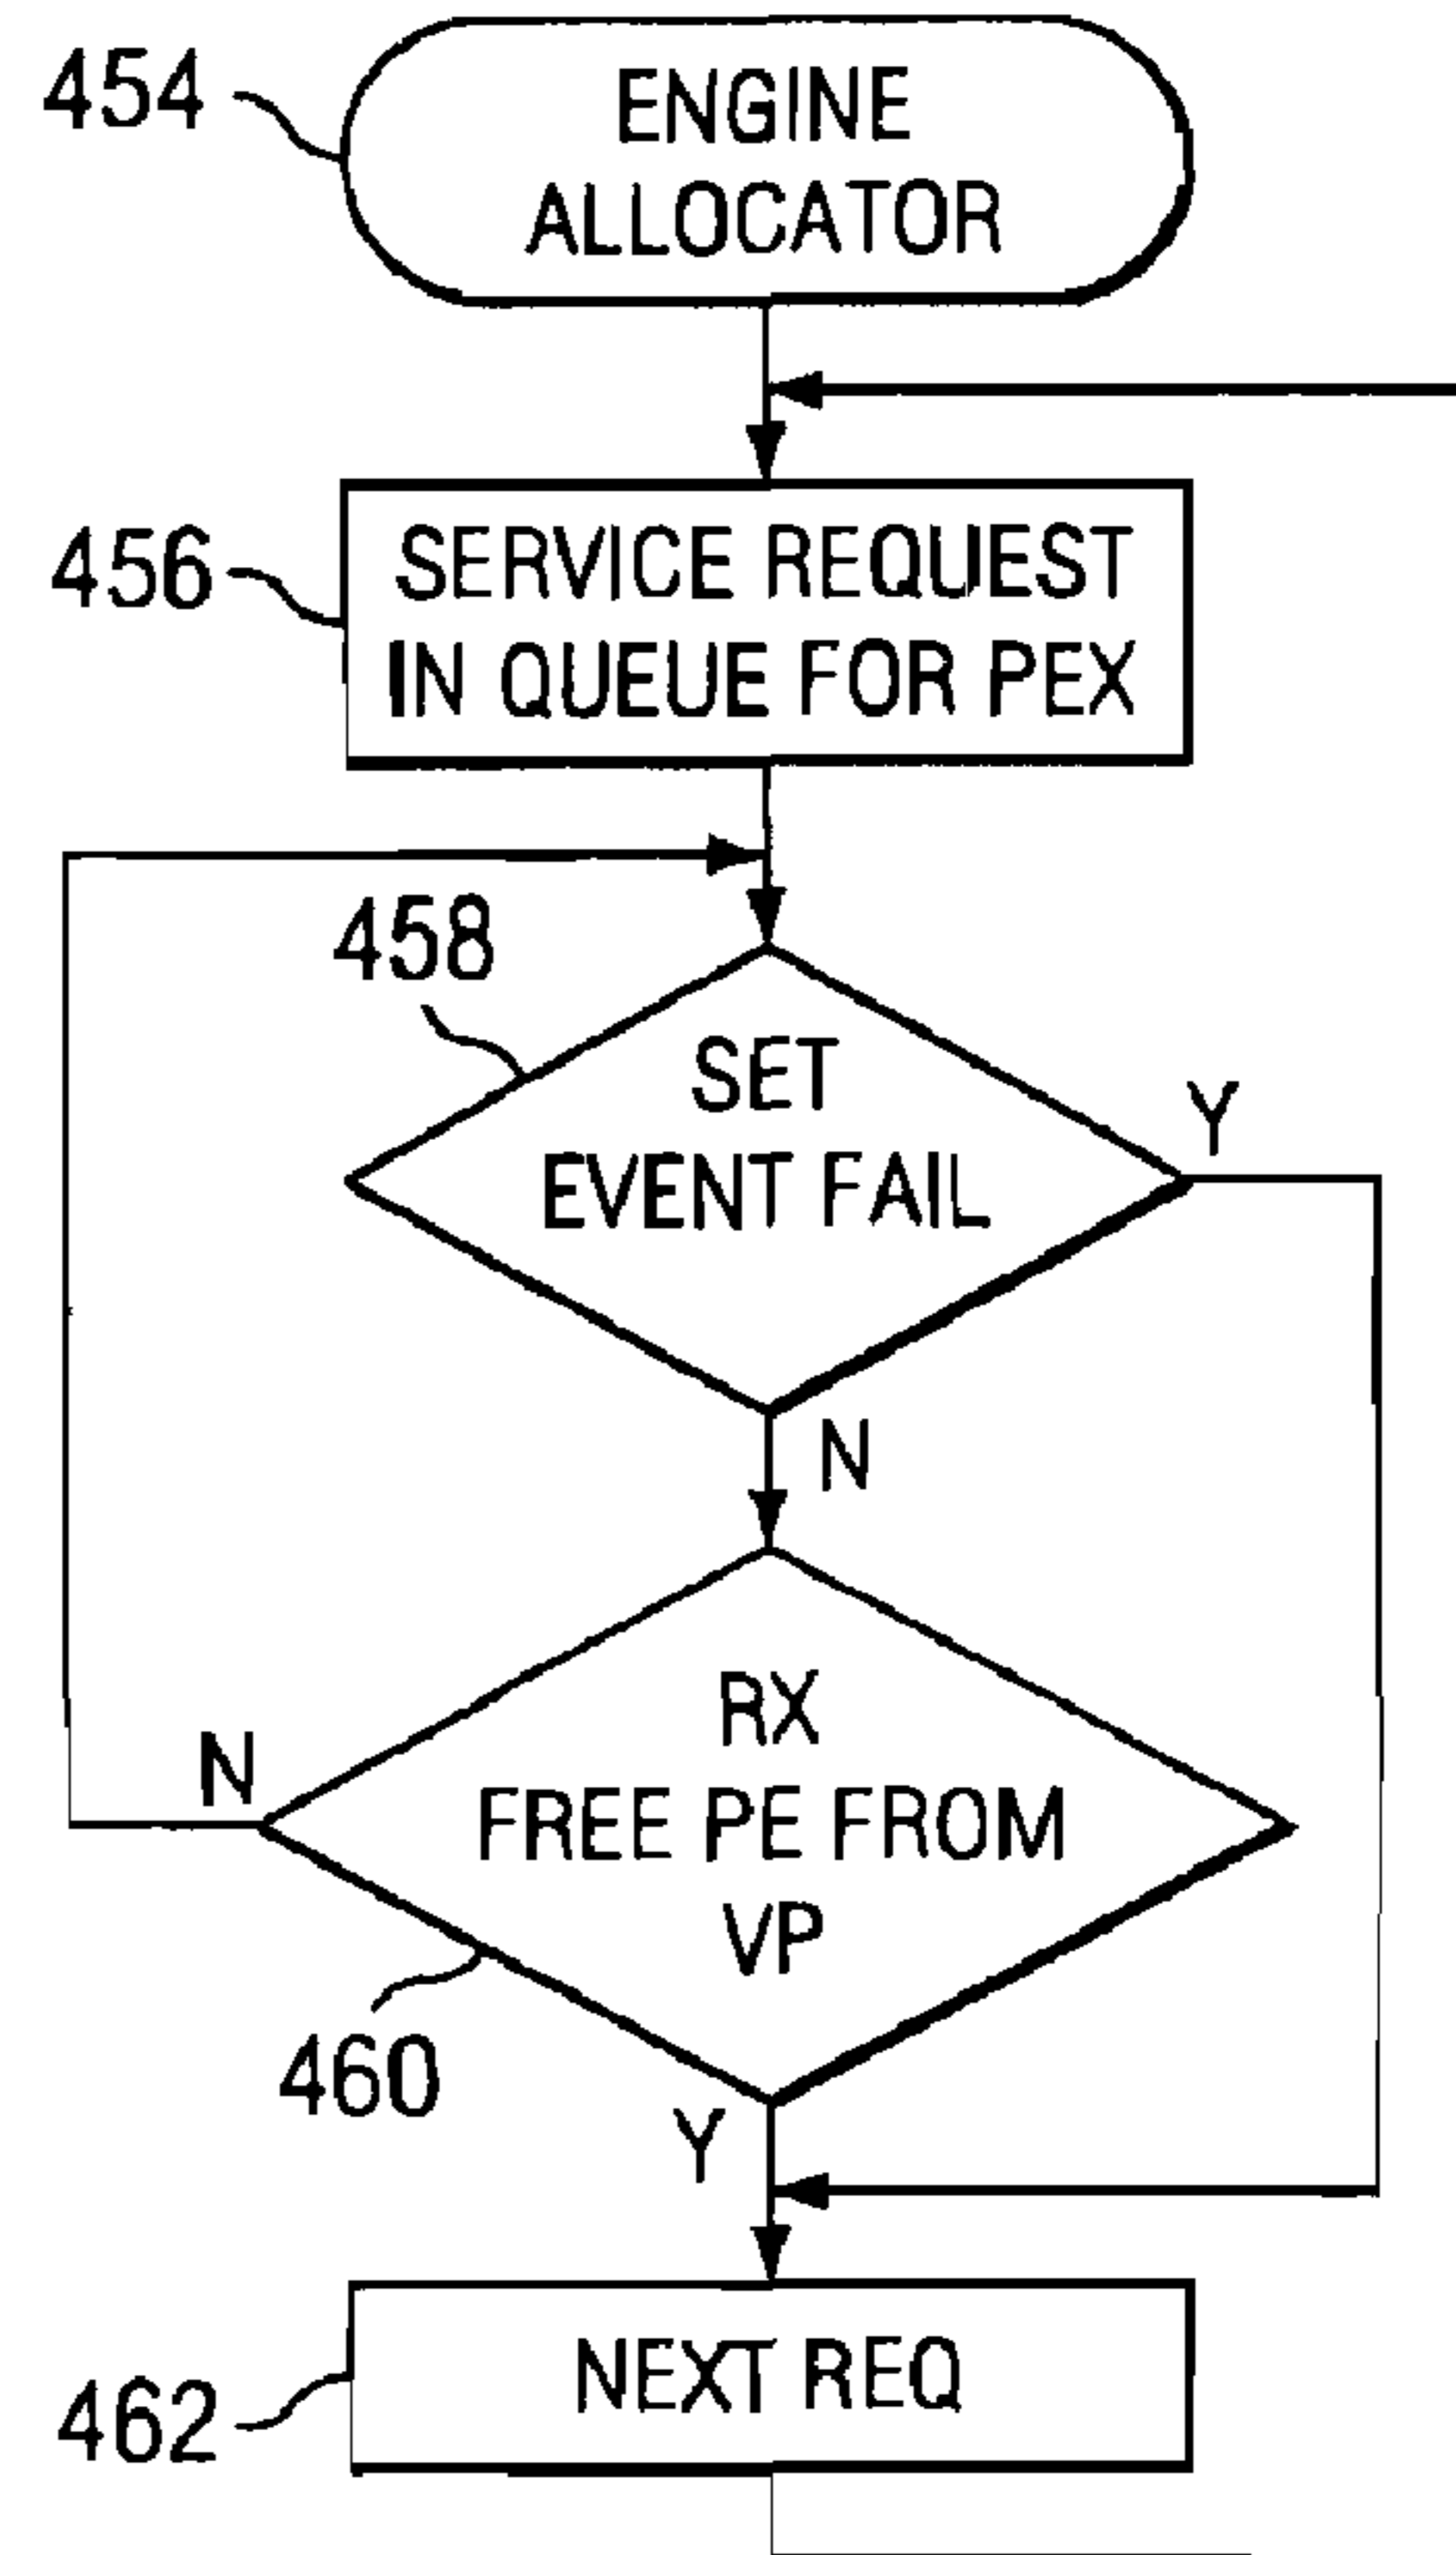 454
ENGINE
ALLOCATOR
456
SERVICE REQUEST
IN QUEUE FOR PEX
458
SET
EVENT FAIL
Y
N
RX
FREE PE FROM
VP
N
460
Y
462
NEXT REQ